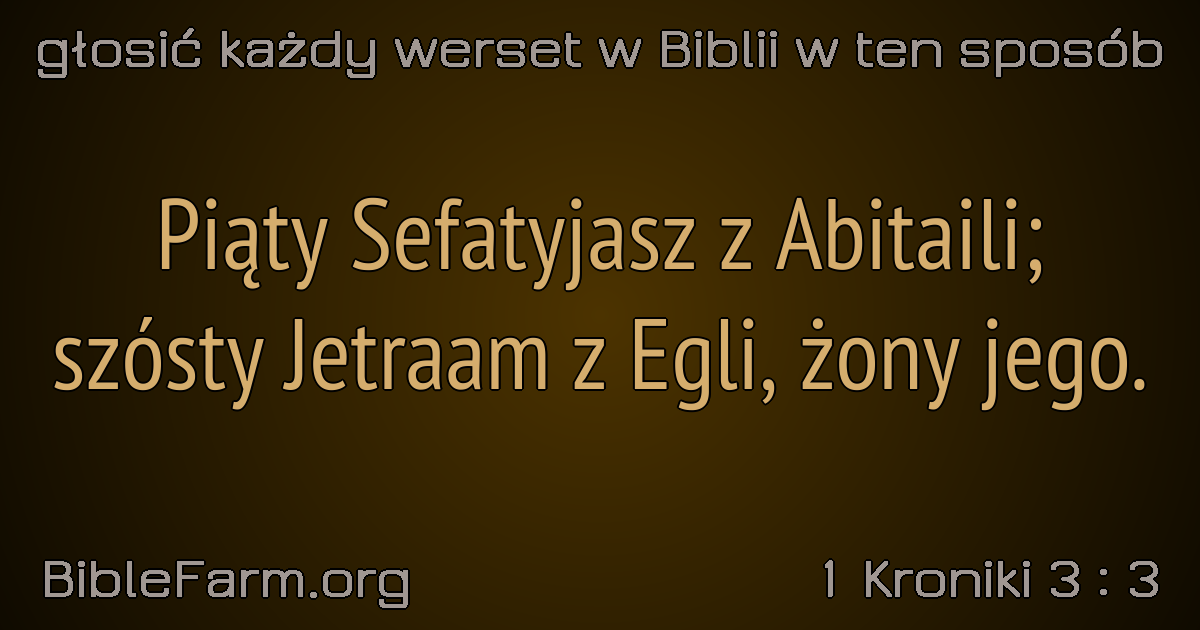 głosić każdy werset w Biblii w ten sposób
Piąty Sefatyjasz z Abitaili;
szósty Jetraam z Egli, żony jego.
BibleFarm.org
1 Kroniki 3 : 3